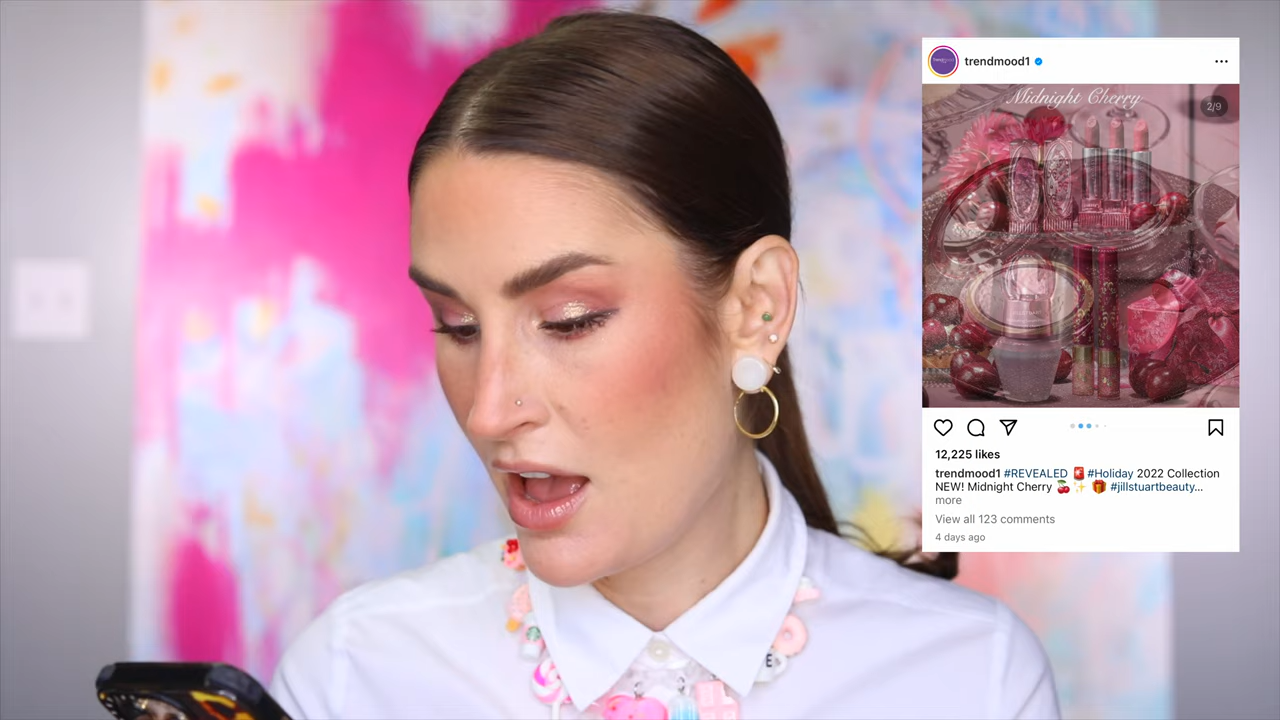 trendmood1
Midnight Cherry
2/9
12,225 likes
trendmood1 #REVEALED 🚨 #Holiday 2022 Collection
NEW! Midnight Cherry 🍒✨ 🎁 #jillstuartbeauty...
more
View all 123 comments
4 days ago
E